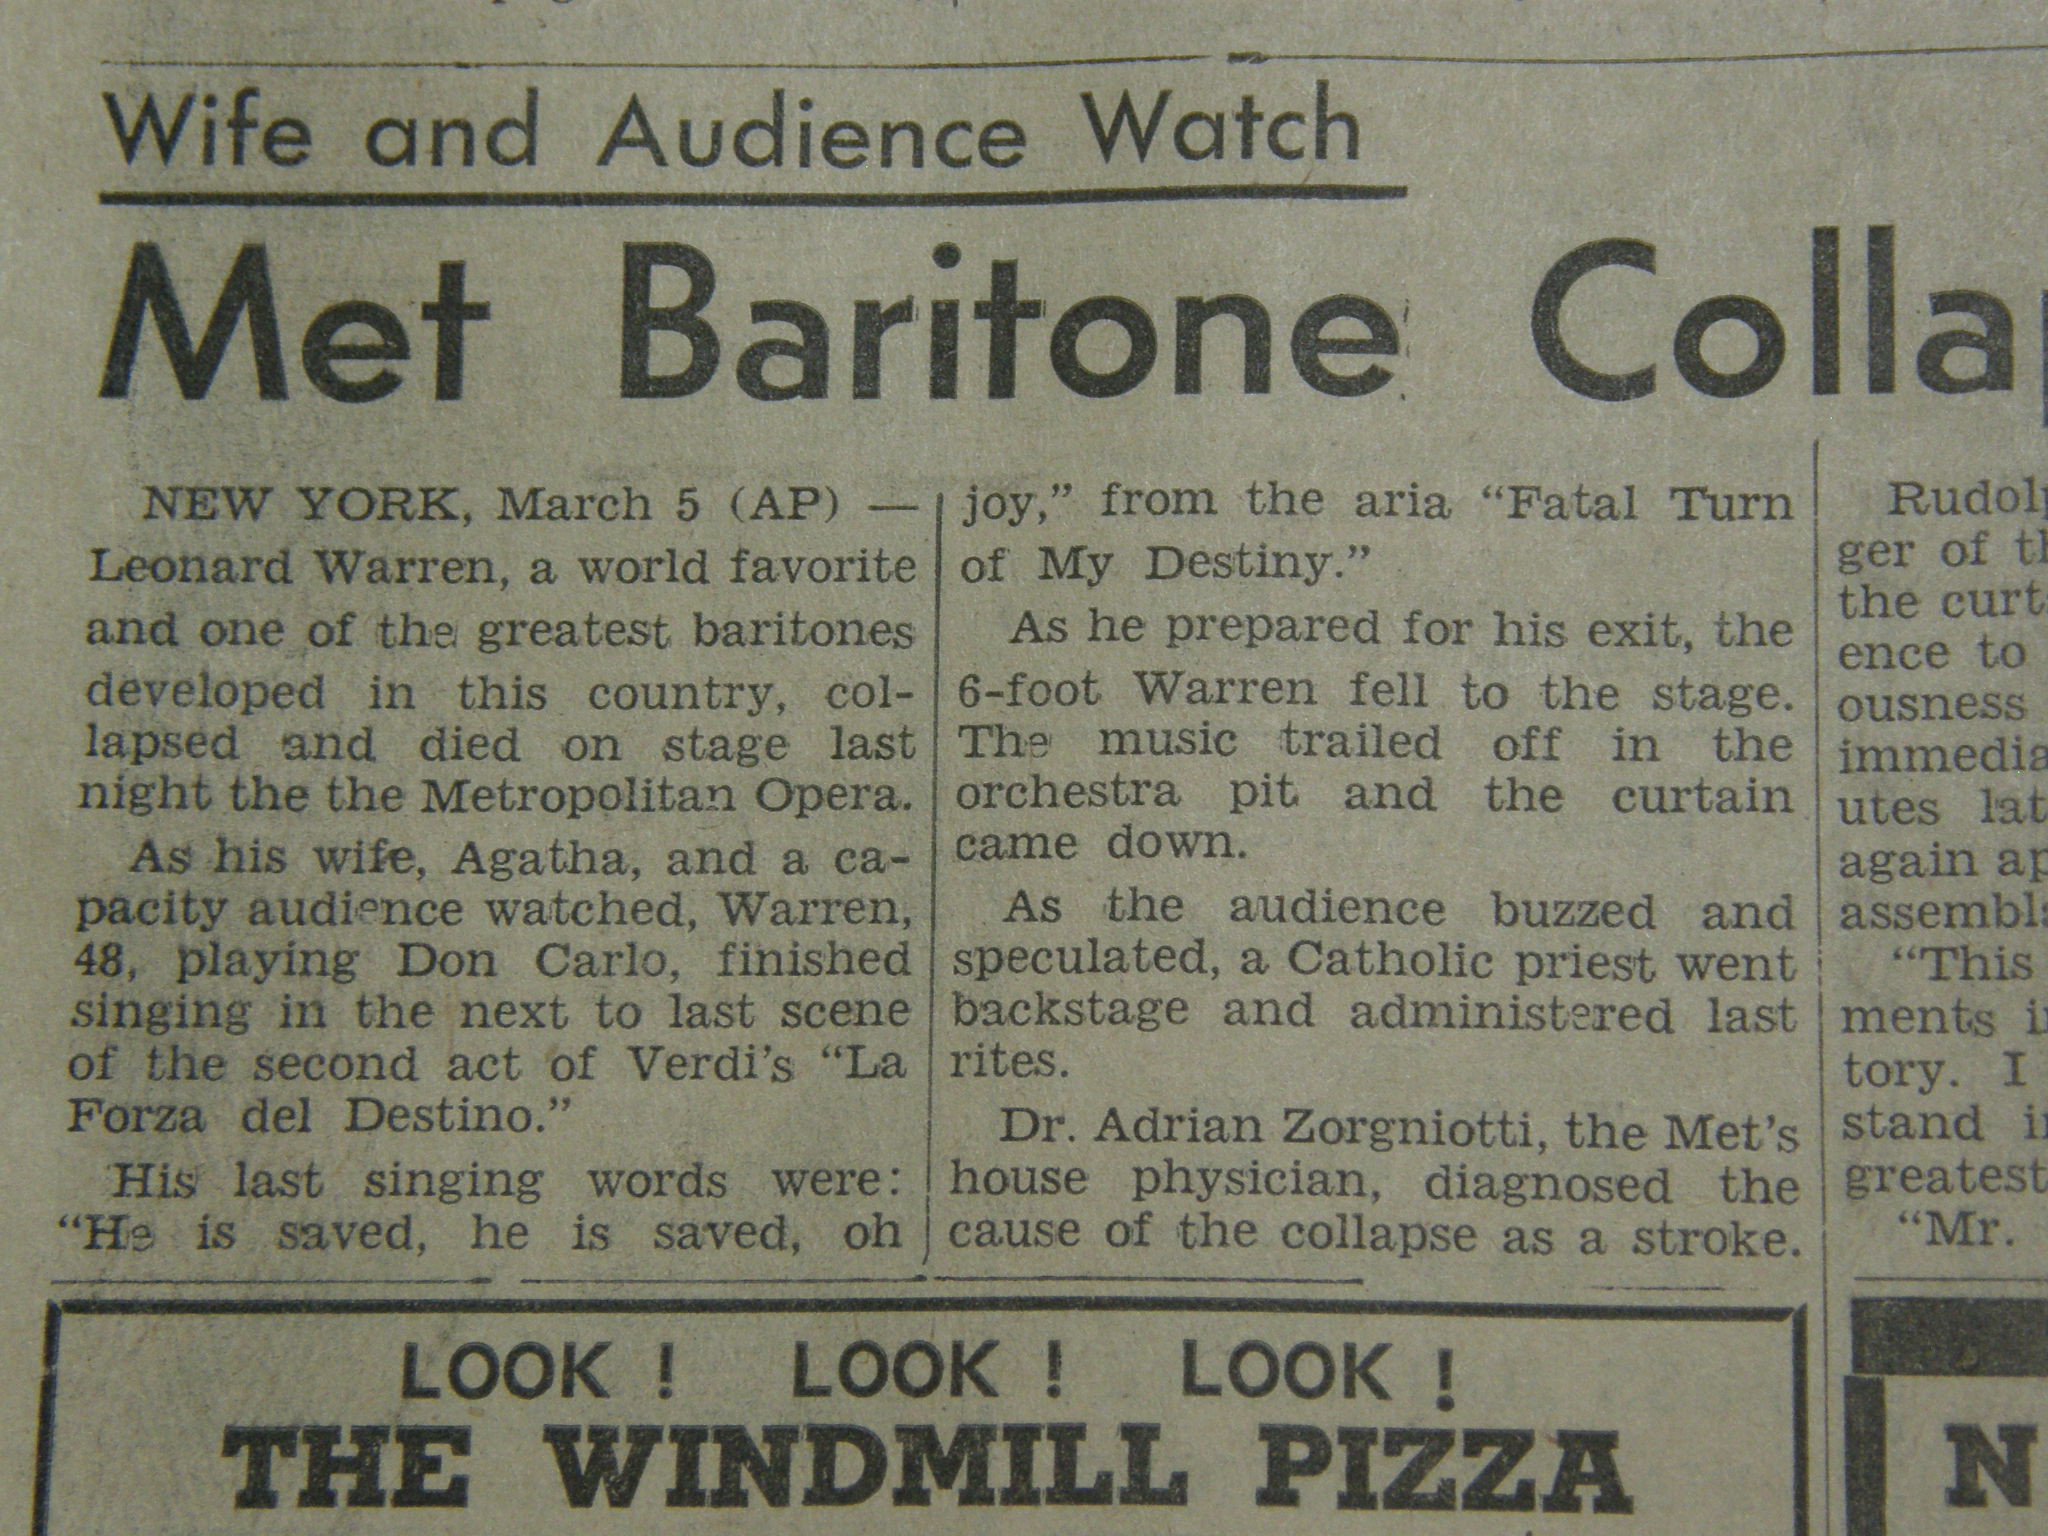 Wife and Audience Watch
Met Baritone
NEW YORK, March 5 (AP) —
Leonard Warren, a world favorite
and one of the greatest baritones
developed in this country, col-
lapsed and died on stage last
night the the Metropolitan Opera.
As his wife, Agatha, and a ca-
pacity audience watched, Warren,
48, playing Don Carlo, finished
singing in the next to last scene
of the second act of Verdi's "La
Forza del Destino."
His last singing words were:
"He is saved, he is saved, oh
joy," from the aria "Fatal Turn
of My Destiny."
As he prepared for his exit, the
6-foot Warren fell to the stage.
The music trailed off in the
orchestra pit and the curtain
came down.
As the audience buzzed and
speculated, a Catholic priest went
backstage and administered last
rites.
Dr. Adrian Zorgniotti, the Met's
house physician, diagnosed the
cause of the collapse as a stroke.
ger of
the
ence to
ousness
utes
again
"This
ments
tory. I
stand
greatest
"Mr.
LOOK ! LOOK ! LOOK !
THE WINDMILL PIZZA
N